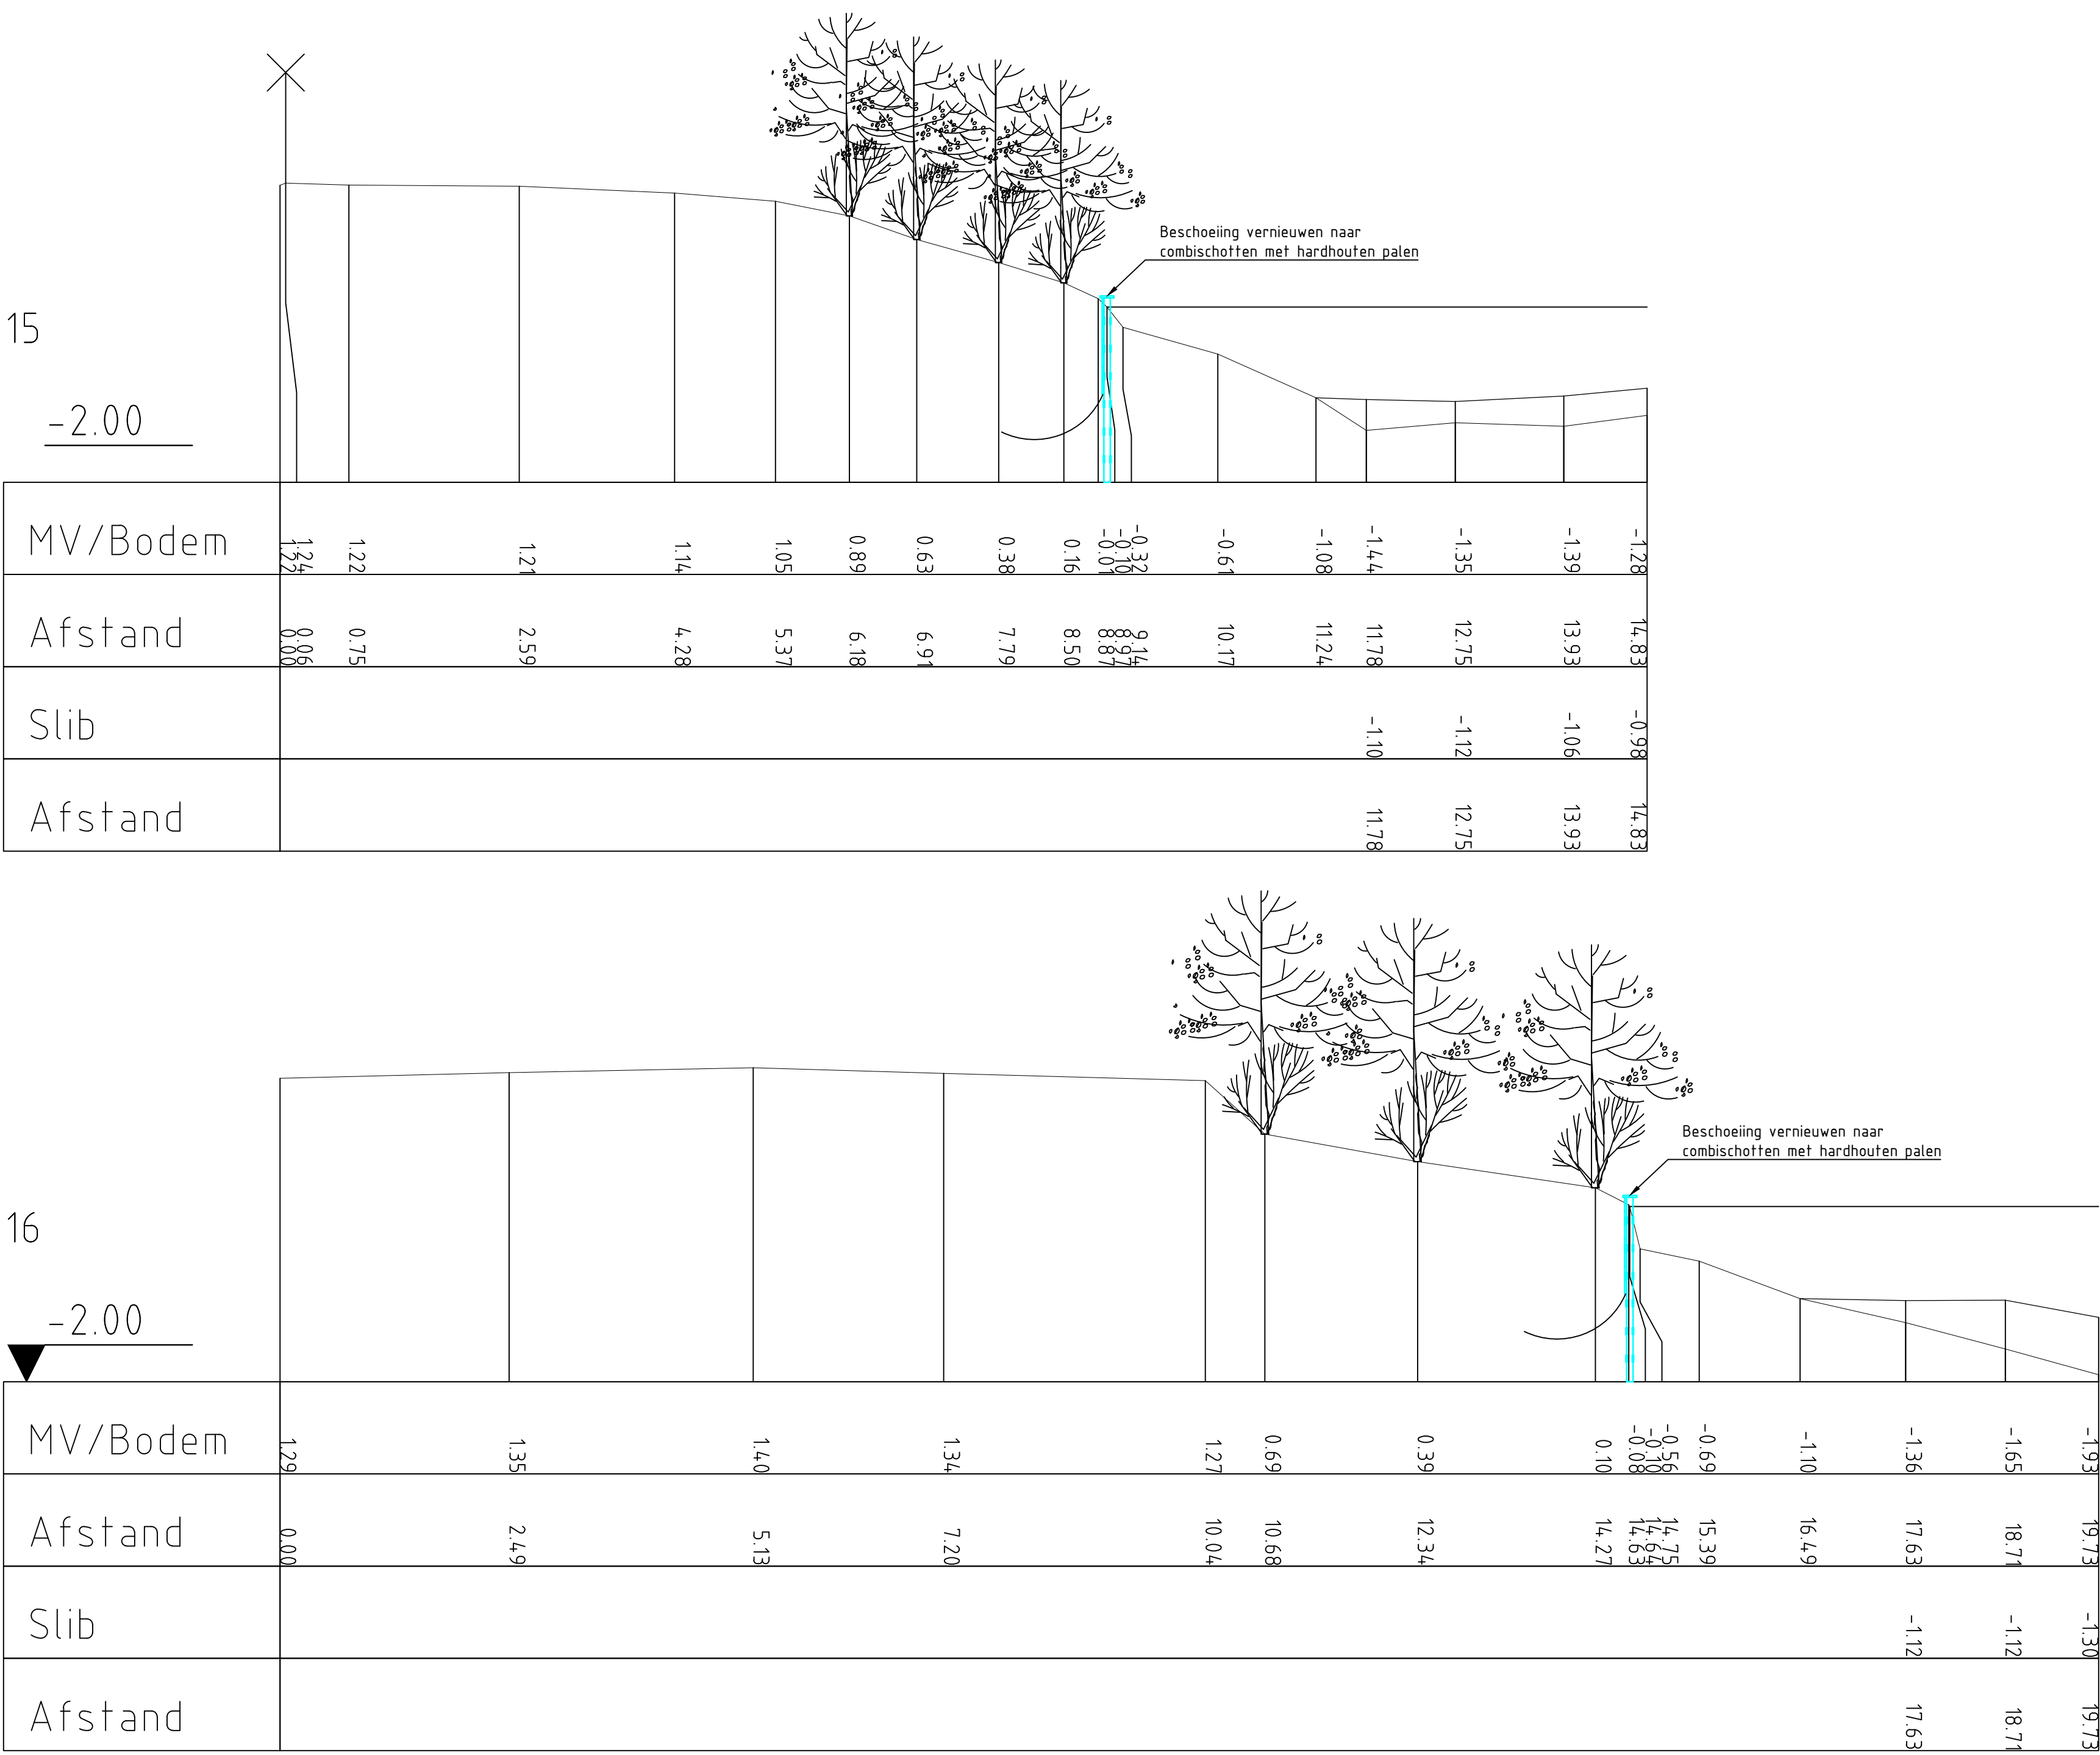 Beschoeiing vernieuwen naar
combischotten met hardhouten palen
15
-2.00
MV/Bodem 1.22 1.24 1.22 1.21 1.14 1.05 0.89 0.63 0.38 0.16 -0.01 -0.10 -0.32 -0.61 -1.08 -1.44 -1.35 -1.39 -1.28
Afstand 0.00 0.06 0.75 2.59 4.28 5.37 6.18 6.91 7.79 8.50 8.87 8.97 9.14 10.17 11.24 11.78 12.75 13.93 14.83
Slib -1.10 -1.12 -1.06 -0.98
Afstand 11.78 12.75 13.93 14.83
Beschoeiing vernieuwen naar
combischotten met hardhouten palen
16
-2.00
MV/Bodem 1.29 1.35 1.40 1.34 1.27 0.69 0.39 0.10 -0.08 -0.10 -0.56 -0.69 -1.10 -1.36 -1.65 -1.93
Afstand 0.00 2.49 5.13 7.20 10.04 10.68 12.34 14.27 14.63 14.64 14.75 15.39 16.49 17.63 18.71 19.73
Slib -1.12 -1.12 -1.30
Afstand 17.63 18.71 19.73